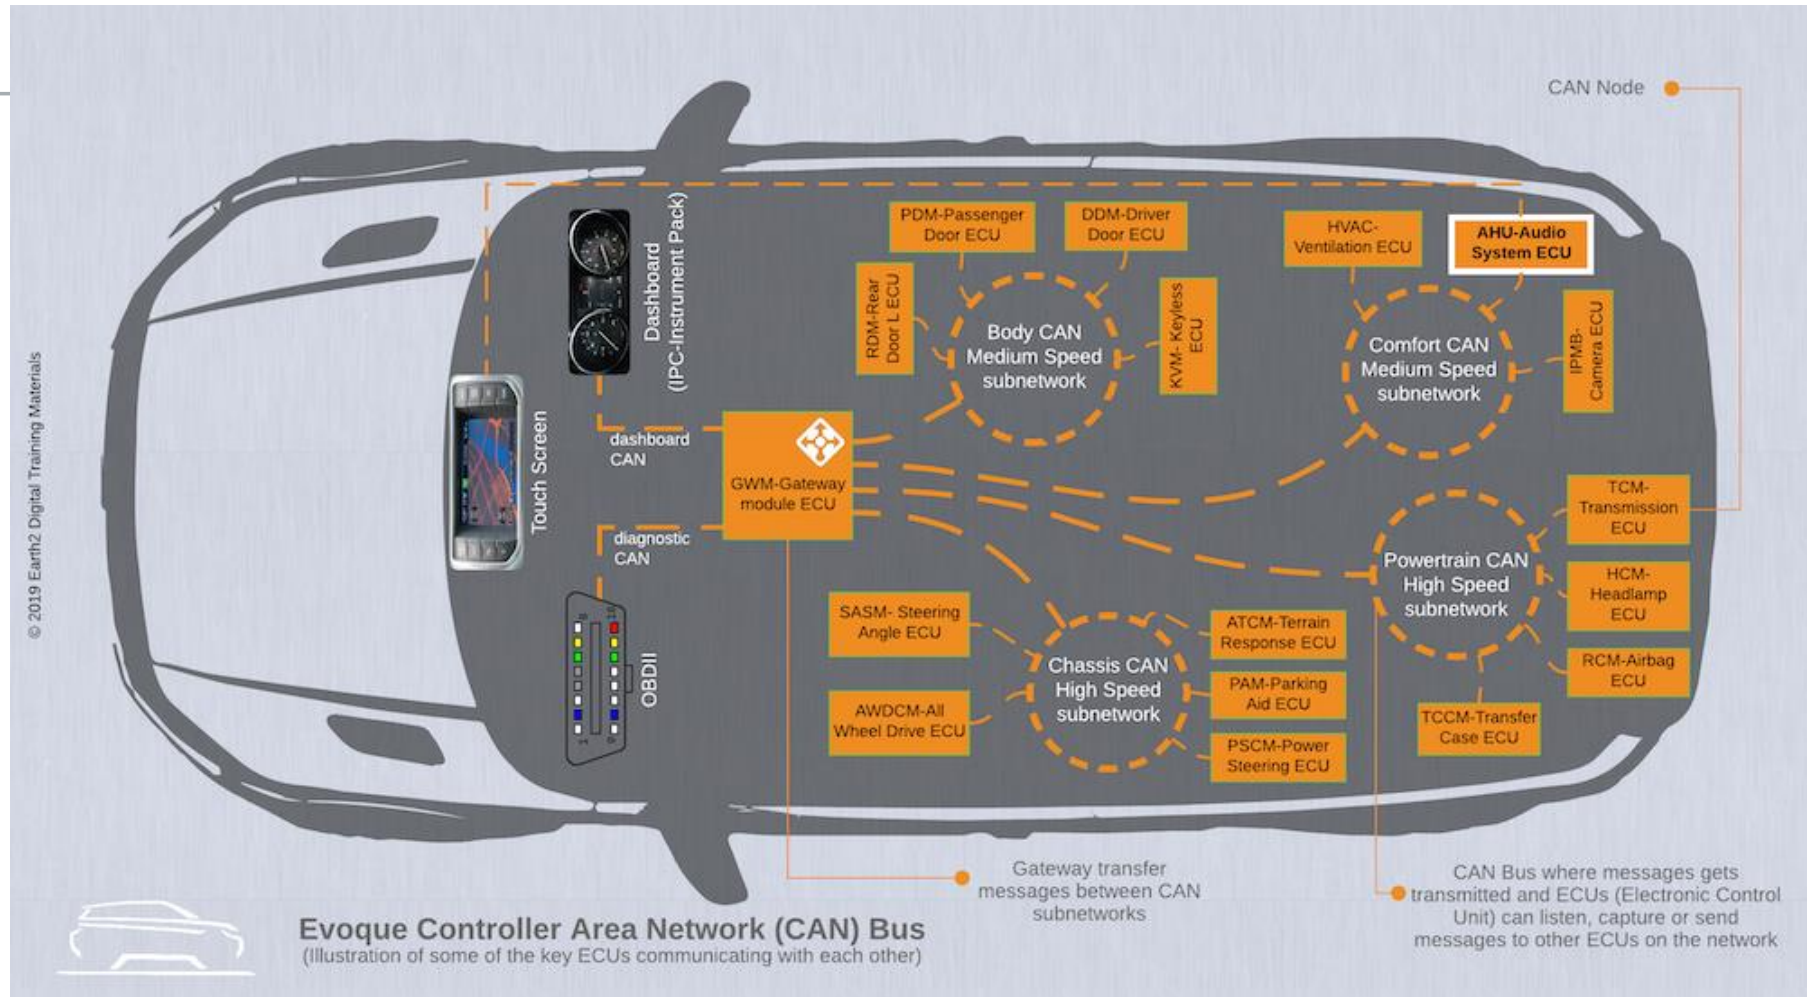 CAN Node
PDM-Passenger
Door ECU
DDM-Driver
Door ECU
HVAC-
Ventilation ECU
AHU-Audio
System ECU
Dashboard
(IPC-Instrument Pack)
RDM-Rear
Door L ECU
Body CAN
Medium Speed
subnetwork
KVM- Keyless
ECU
Comfort CAN
Medium Speed
subnetwork
IPMB-
Camera ECU
© 2019 Earth2 Digital Training Materials
Touch Screen
dashboard
CAN
GWM-Gateway
module ECU
diagnostic
CAN
TCM-
Transmission
ECU
Powertrain CAN
High Speed
subnetwork
HCM-
Headlamp
ECU
RCM-Airbag
ECU
TCCM-Transfer
Case ECU
SASM- Steering
Angle ECU
ATCM-Terrain
Response ECU
Chassis CAN
High Speed
subnetwork
PAM-Parking
Aid ECU
AWDCM-All
Wheel Drive ECU
PSCM-Power
Steering ECU
8
16
OBDII
1
9
Gateway transfer
messages between CAN
subnetworks
CAN Bus where messages gets
transmitted and ECUs (Electronic Control
Unit) can listen, capture or send
messages to other ECUs on the network
Evoque Controller Area Network (CAN) Bus
(Illustration of some of the key ECUs communicating with each other)